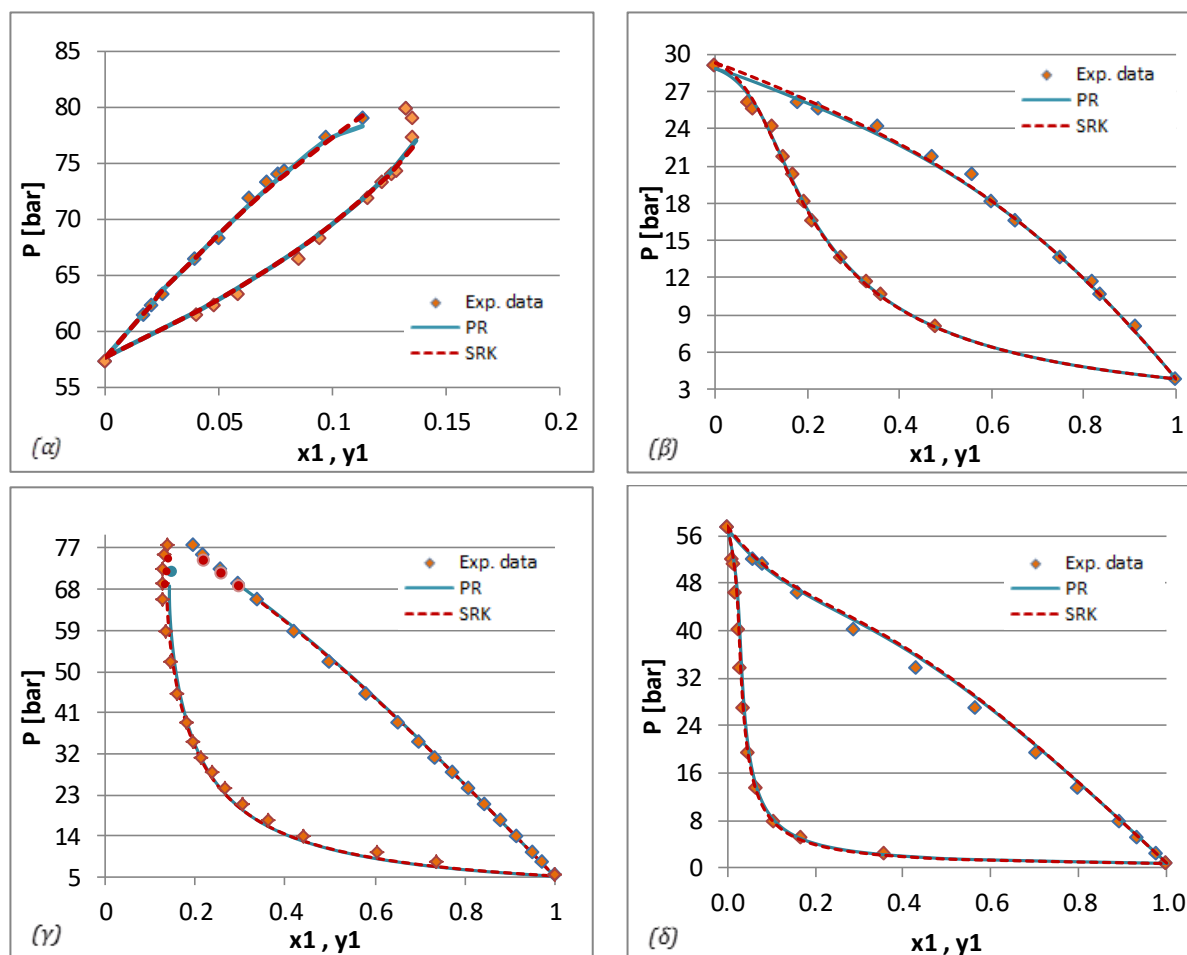 85
80
75
70
65
60
55
P [bar]
0
0.05
0.1
0.15
0.2
x1 , y1
Exp. data
PR
SRK
(α)
30
27
24
21
18
15
12
9
6
3
P [bar]
0
0.2
0.4
0.6
0.8
1
x1 , y1
Exp. data
PR
SRK
(β)
77
68
59
50
41
32
23
14
5
P [bar]
0
0.2
0.4
0.6
0.8
1
x1 , y1
Exp. data
PR
SRK
(γ)
56
48
40
32
24
16
8
0
P [bar]
0.0
0.2
0.4
0.6
0.8
1.0
x1 , y1
Exp. data
PR
SRK
(δ)